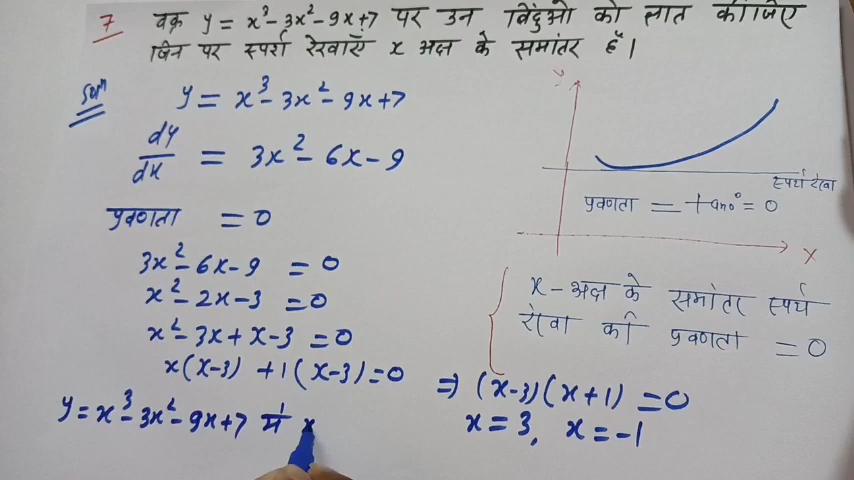 7 वक्र y = x³ - 3x² - 9x + 7 पर उन बिंदुओ को ज्ञात कीजिए
जिन पर स्पर्श रेखाएँ x अक्ष के समांतर हैं।
Solⁿ
y = x³ - 3x² - 9x + 7
dy/dx = 3x² - 6x - 9
प्रवणता = 0
3x² - 6x - 9 = 0
x² - 2x - 3 = 0
x² - 3x + x - 3 = 0
x(x-3) + 1(x-3) = 0
y = x³ - 3x² - 9x + 7 में x
y
स्पर्श रेखा
प्रवणता = tan0° = 0
X
x - अक्ष के समांतर स्पर्श
रेखा की प्रवणता = 0
⇒ (x-3)(x+1) = 0
x = 3, x = -1